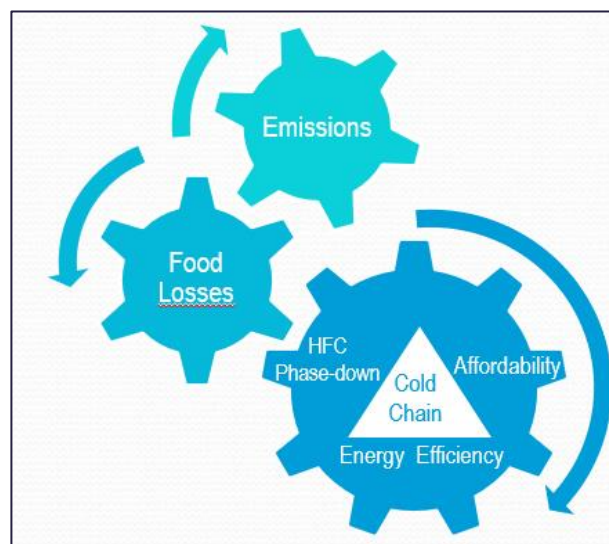 Emissions
Food
Losses
HFC
Phase-down
Affordability
Cold
Chain
Energy Efficiency